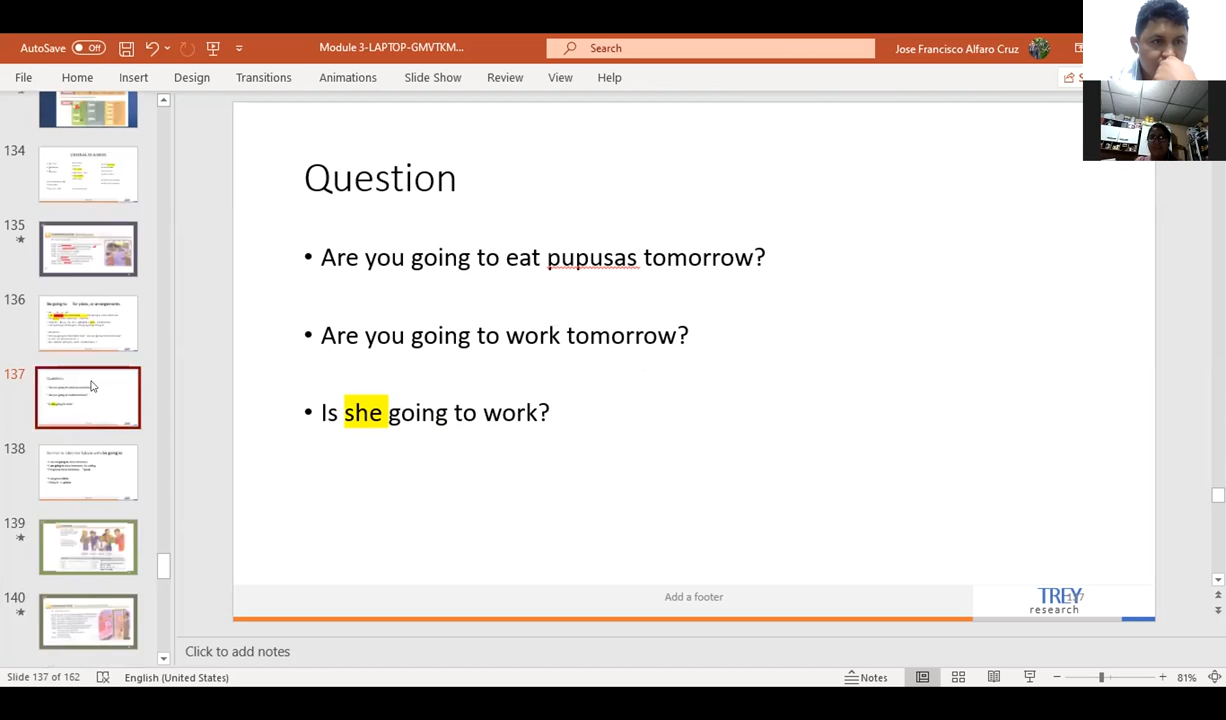 AutoSave Off
Module 3-LAPTOP-GMVTKM...
Search
Jose Francisco Alfaro Cruz
File Home Insert Design Transitions Animations Slide Show Review View Help
134
135
136
137
138
139
140
Question
• Are you going to eat pupusas tomorrow?
• Are you going to work tomorrow?
• Is she going to work?
Add a footer
TREY
research
Click to add notes
Slide 137 of 162
English (United States)
Notes
81%